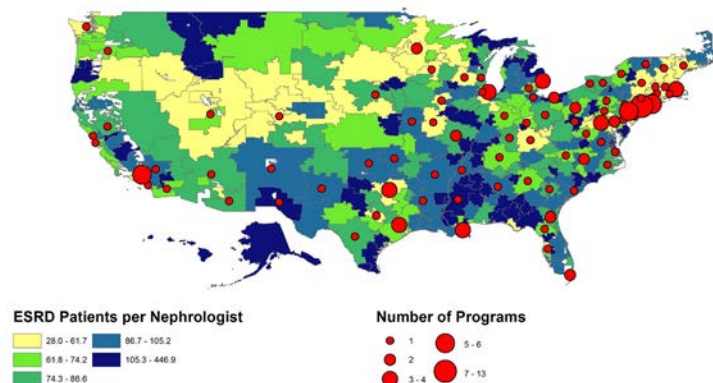 ESRD Patients per Nephrologist
28.0 - 61.7
61.8 - 74.2
74.3 - 86.6
86.7 - 105.2
105.3 - 446.9
Number of Programs
1
2
3 - 4
5 - 6
7 - 13